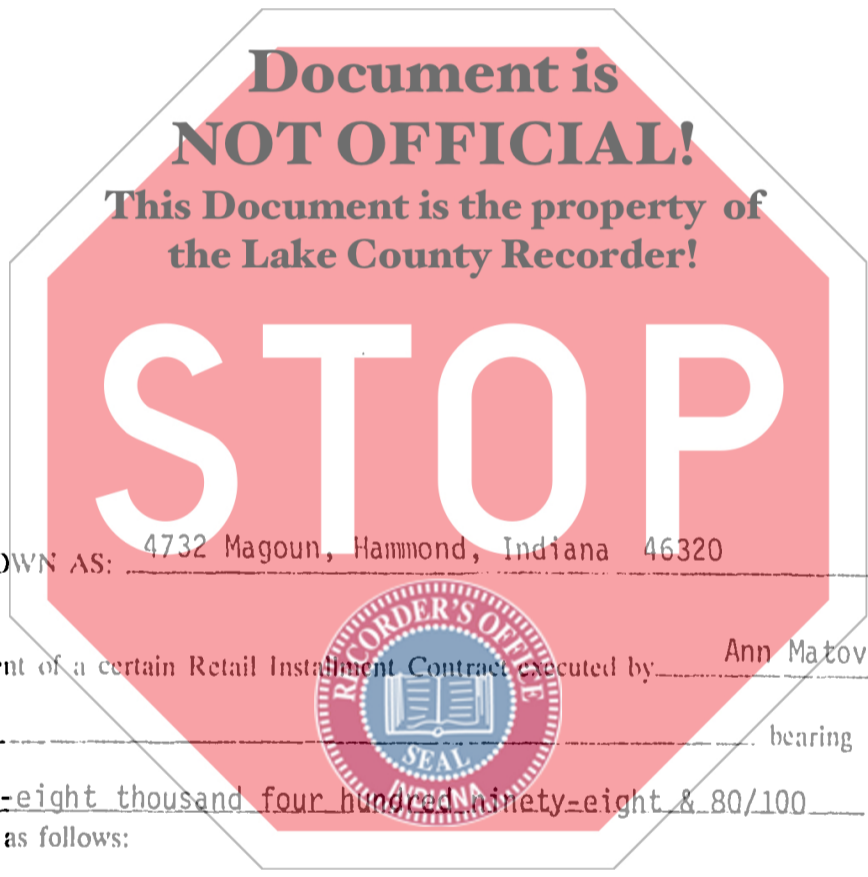 Document is
NOT OFFICIAL!
This Document is the property of
the Lake County Recorder!
STOP
OWN AS: 4732 Magoun, Hammond, Indiana 46320
nt of a certain Retail Installment Contract executed by Ann Matov
bearing
-eight thousand four hundred ninety-eight & 80/100
as follows:
RECORDER'S OFFICE
SEAL
INDIANA